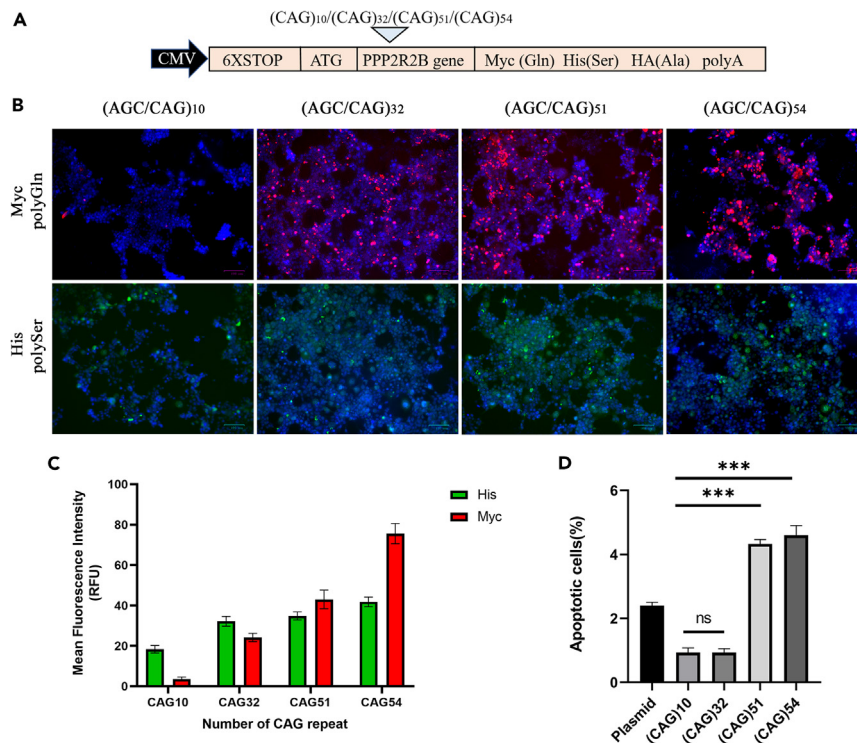 A
(CAG)10/(CAG)32/(CAG)51/(CAG)54
CMV 6XSTOP ATG PPP2R2B gene Myc (Gln) His(Ser) HA(Ala) polyA
B
(AGC/CAG)10 (AGC/CAG)32 (AGC/CAG)51 (AGC/CAG)54
Myc
polyGln
His
polySer
C
Mean Fluorescence Intensity
(RFU)
100
80
60
40
20
0
CAG10 CAG32 CAG51 CAG54
Number of CAG repeat
His
Myc
D
Apoptotic cells(%)
6
4
2
0
***
***
ns
Plasmid (CAG)10 (CAG)32 (CAG)51 (CAG)54